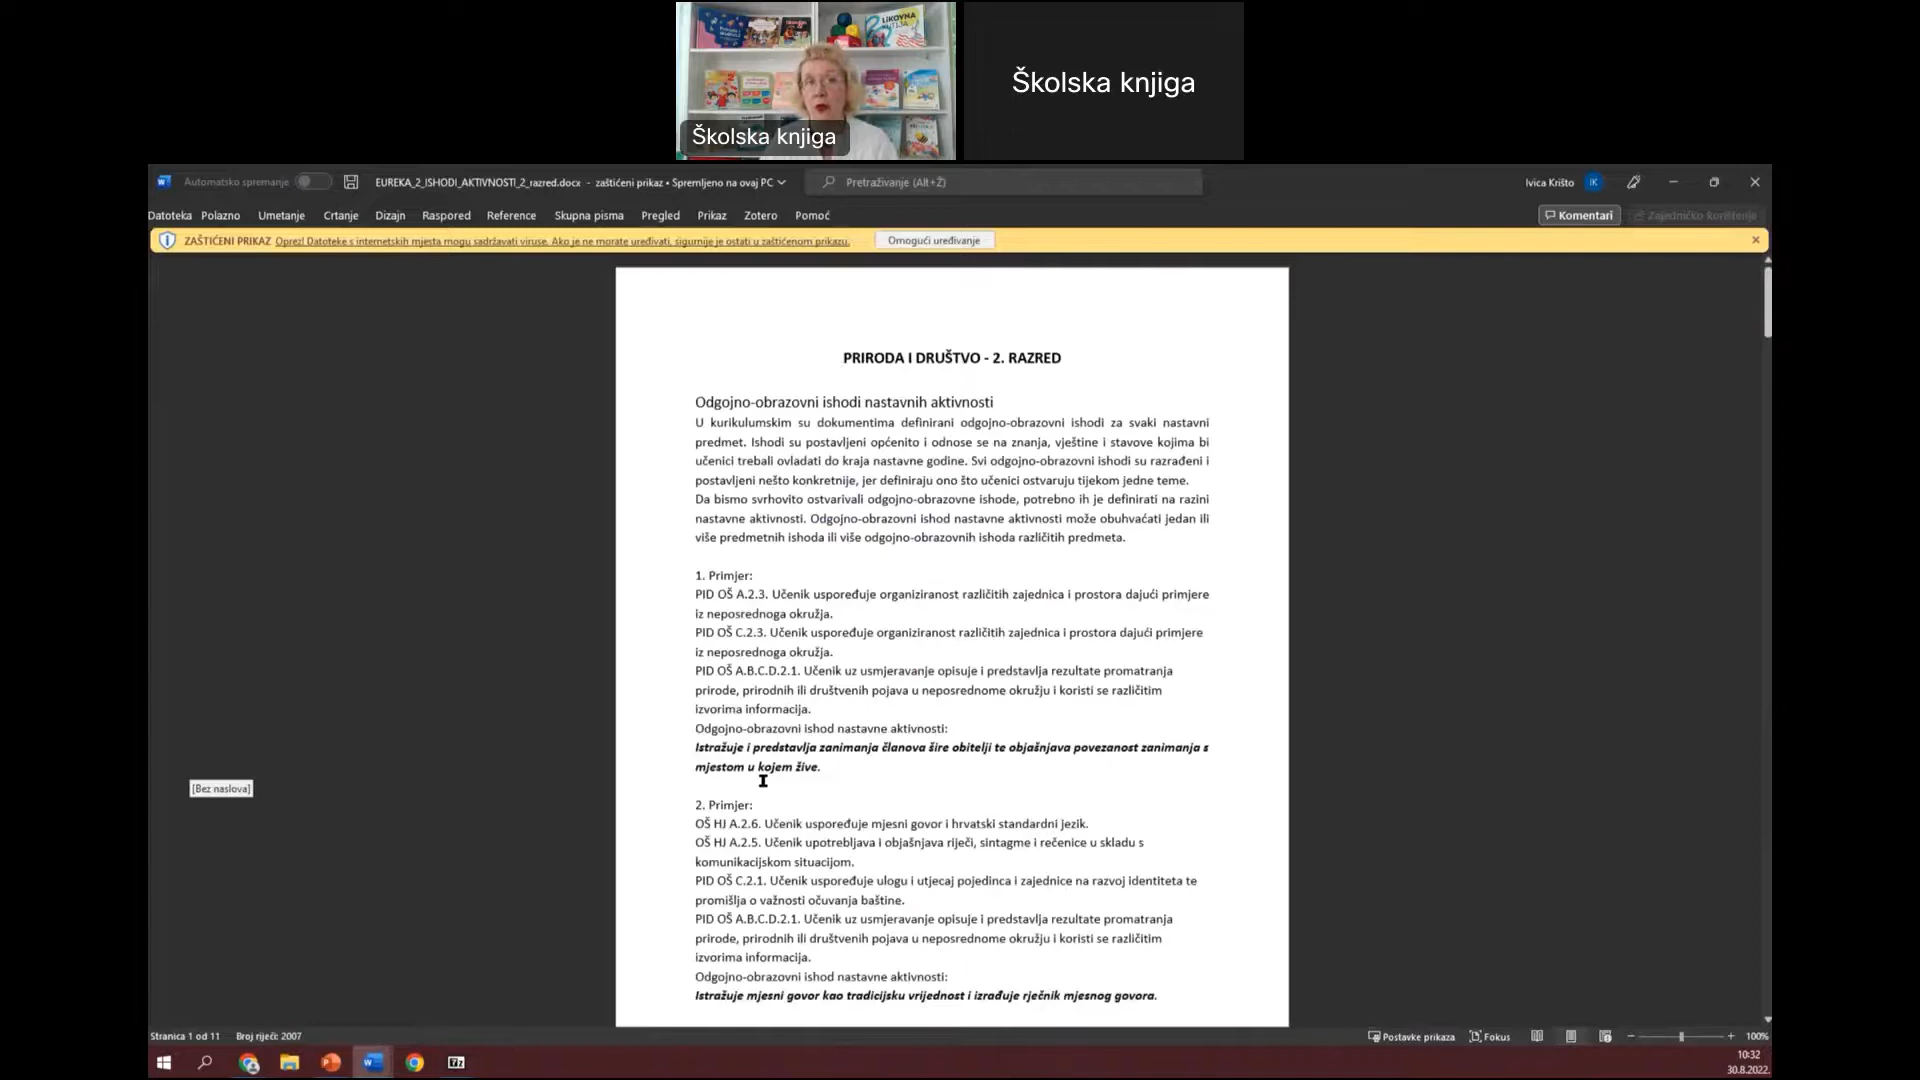 LIKOVNA
Školska knjiga
Školska knjiga
Automatsko spremanje
EUREKA_2_ISHODI_AKTIVNOSTI_2_razred.docx - zaštićeni prikaz • Spremljeno na ovaj PC
Pretraživanje (Alt+Ž)
Ivica Krišto
IK
Datoteka Polazno Umetanje Crtanje Dizajn Raspored Reference Skupna pisma Pregled Prikaz Zotero Pomoć
Komentari
Zajedničko korištenje
ZAŠTIĆENI PRIKAZ Oprez! Datoteke s internetskih mjesta mogu sadržavati viruse. Ako je ne morate uređivati, sigurnije je ostati u zaštićenom prikazu.
Omogući uređivanje
PRIRODA I DRUŠTVO - 2. RAZRED
Odgojno-obrazovni ishodi nastavnih aktivnosti
U kurikulumskim su dokumentima definirani odgojno-obrazovni ishodi za svaki nastavni
predmet. Ishodi su postavljeni općenito i odnose se na znanja, vještine i stavove kojima bi
učenici trebali ovladati do kraja nastavne godine. Svi odgojno-obrazovni ishodi su razrađeni i
postavljeni nešto konkretnije, jer definiraju ono što učenici ostvaruju tijekom jedne teme.
Da bismo svrhovito ostvarivali odgojno-obrazovne ishode, potrebno ih je definirati na razini
nastavne aktivnosti. Odgojno-obrazovni ishod nastavne aktivnosti može obuhvaćati jedan ili
više predmetnih ishoda ili više odgojno-obrazovnih ishoda različitih predmeta.
1. Primjer:
PID OŠ A.2.3. Učenik uspoređuje organiziranost različitih zajednica i prostora dajući primjere
iz neposrednoga okružja.
PID OŠ C.2.3. Učenik uspoređuje organiziranost različitih zajednica i prostora dajući primjere
iz neposrednoga okružja.
PID OŠ A.B.C.D.2.1. Učenik uz usmjeravanje opisuje i predstavlja rezultate promatranja
prirode, prirodnih ili društvenih pojava u neposrednome okružju i koristi se različitim
izvorima informacija.
Odgojno-obrazovni ishod nastavne aktivnosti:
Istražuje i predstavlja zanimanja članova šire obitelji te objašnjava povezanost zanimanja s
mjestom u kojem žive.
[Bez naslova]
2. Primjer:
OŠ HJ A.2.6. Učenik uspoređuje mjesni govor i hrvatski standardni jezik.
OŠ HJ A.2.5. Učenik upotrebljava i objašnjava riječi, sintagme i rečenice u skladu s
komunikacijskom situacijom.
PID OŠ C.2.1. Učenik uspoređuje ulogu i utjecaj pojedinca i zajednice na razvoj identiteta te
promišlja o važnosti očuvanja baštine.
PID OŠ A.B.C.D.2.1. Učenik uz usmjeravanje opisuje i predstavlja rezultate promatranja
prirode, prirodnih ili društvenih pojava u neposrednome okružju i koristi se različitim
izvorima informacija.
Odgojno-obrazovni ishod nastavne aktivnosti:
Istražuje mjesni govor kao tradicijsku vrijednost i izrađuje rječnik mjesnog govora.
Stranica 1 od 11 Broj riječi: 2007
Postavke prikaza Fokus
100%
10:32
30.8.2022.